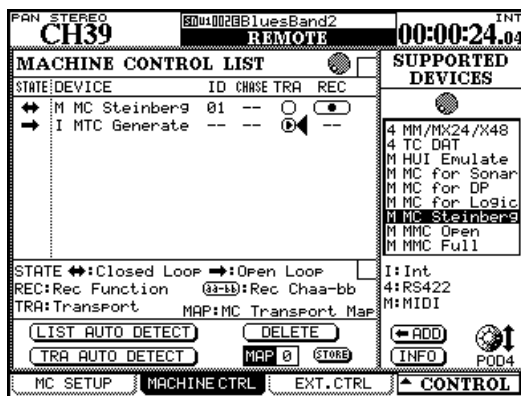 PAN STEREO
CH39
BluesBand2
REMOTE
INT
00:00:24.04
MACHINE CONTROL LIST
STATE DEVICE ID CHASE TRA REC
M MC Steinberg 01 --
I MTC Generate -- -- --
STATE ↔:Closed Loop →:Open Loop
REC:Rec Function aa-bb:Rec Chaa-bb
TRA:Transport MAP:MC Transport Map
LIST AUTO DETECT DELETE
TRA AUTO DETECT MAP 0 STORE
SUPPORTED
DEVICES
4 MM/MX24/X48
4 TC DAT
M HUI Emulate
M MC for Sonar
M MC for DP
M MC for Logic
M MC Steinberg
M MMC Open
M MMC Full
I:Int
4:RS422
M:MIDI
← ADD
INFO POD4
MC SETUP MACHINE CTRL EXT.CTRL CONTROL